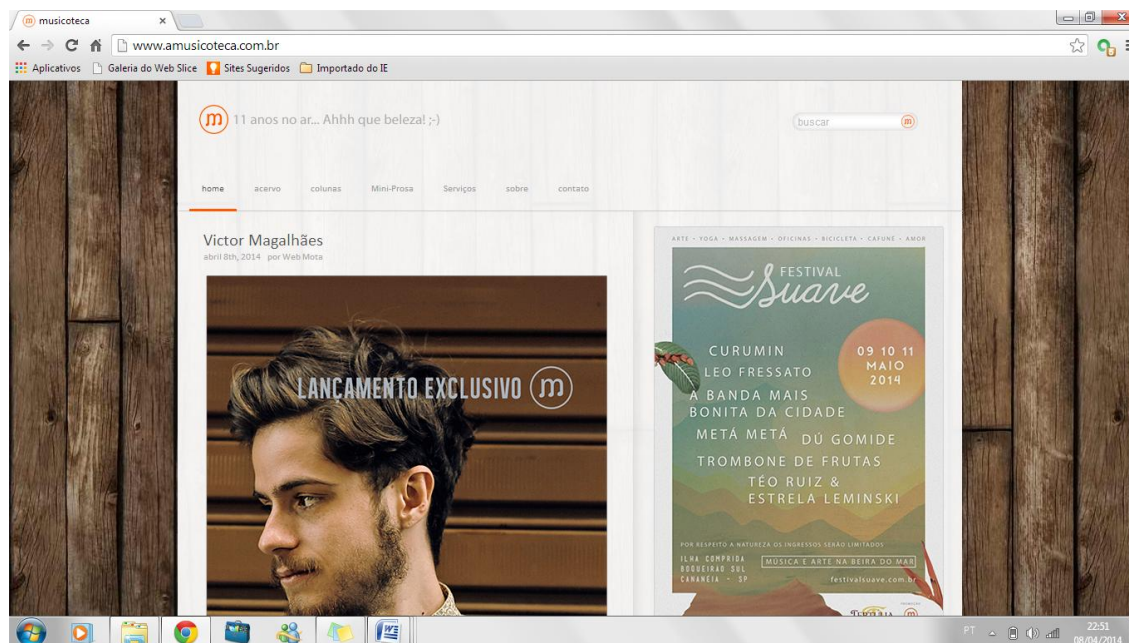 musicoteca
www.amusicoteca.com.br
Aplicativos
Galeria do Web Slice
Sites Sugeridos
Importado do IE
m 11 anos no ar... Ahhh que beleza! ;-)
buscar m
home acervo colunas Mini-Prosa Serviços sobre contato
Victor Magalhães
abril 8th, 2014 por Web Mota
LANÇAMENTO EXCLUSIVO m
ARTE • YOGA • MASSAGEM • OFICINAS • BICICLETA • CAFUNÉ • AMOR
FESTIVAL
Suave
CURUMIN
LEO FRESSATO
A BANDA MAIS
BONITA DA CIDADE
METÁ METÁ
DÚ GOMIDE
TROMBONE DE FRUTAS
TÉO RUIZ &
ESTRELA LEMINSKI
09 10 11
MAIO
2014
POR RESPEITO A NATUREZA OS INGRESSOS SERÃO LIMITADOS
ILHA COMPRIDA
BOQUEIRÃO SUL
CANANÉIA - SP
MÚSICA E ARTE NA BEIRA DO MAR
festivalsuave.com.br
TERTÚLIA m
PT
22:51
08/04/2014